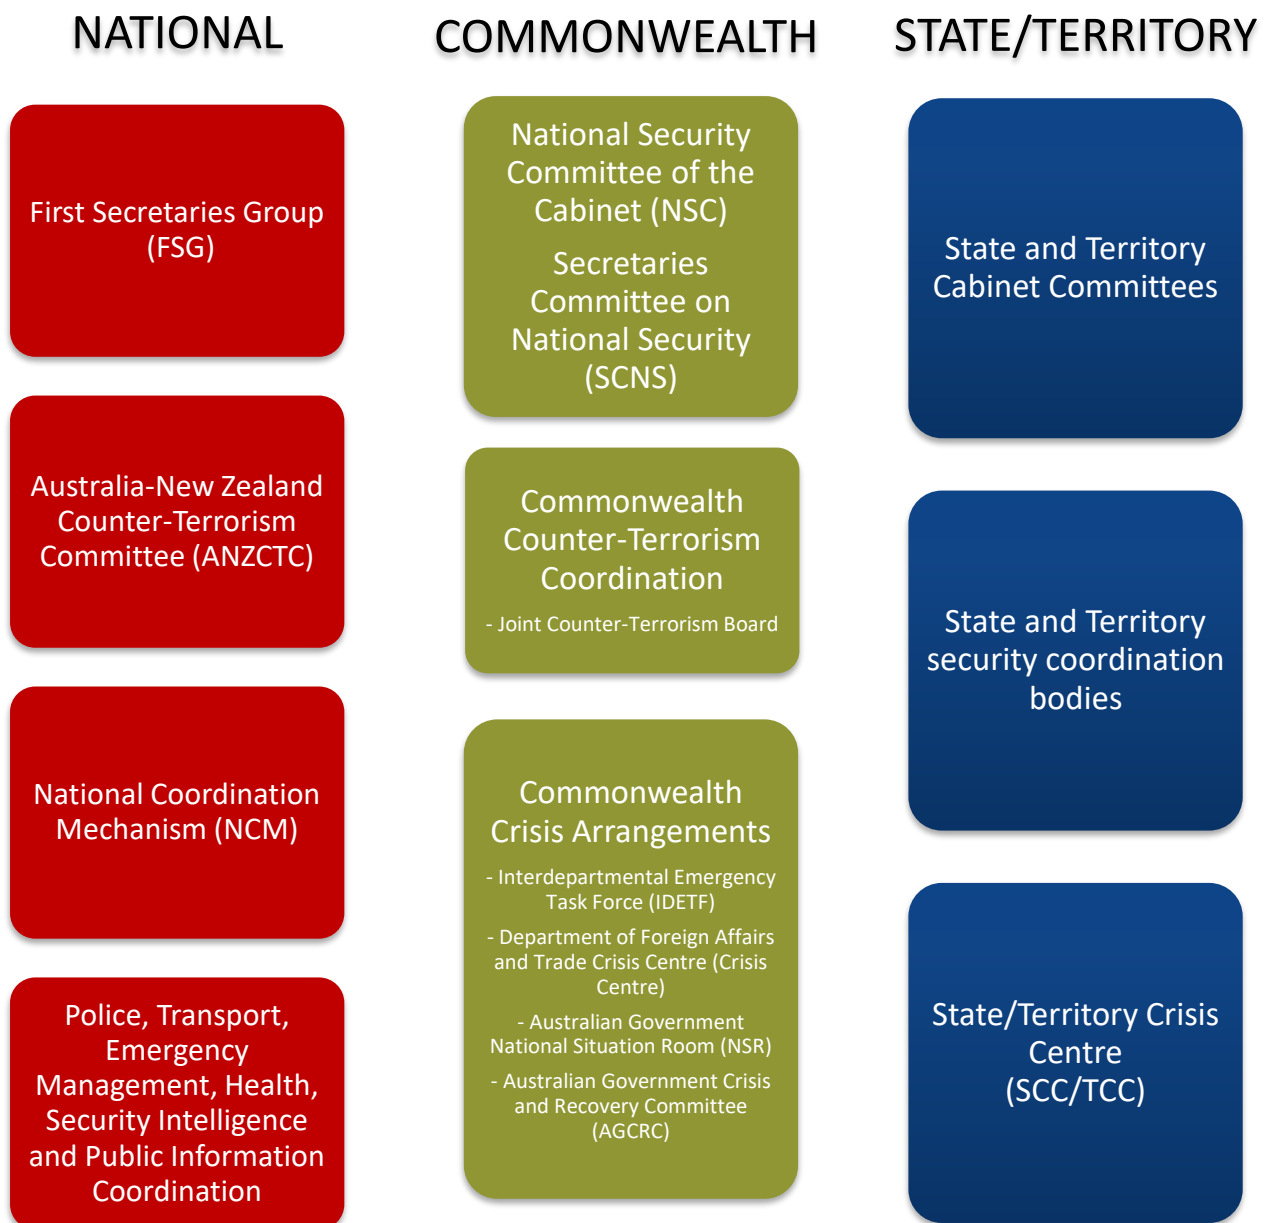 NATIONAL
COMMONWEALTH
STATE/TERRITORY
First Secretaries Group
(FSG)
Australia-New Zealand
Counter-Terrorism
Committee (ANZCTC)
National Coordination
Mechanism (NCM)
Police, Transport,
Emergency
Management, Health,
Security Intelligence
and Public Information
Coordination
National Security
Committee of the
Cabinet (NSC)
Secretaries
Committee on
National Security
(SCNS)
Commonwealth
Counter-Terrorism
Coordination
- Joint Counter-Terrorism Board
Commonwealth
Crisis Arrangements
- Interdepartmental Emergency
Task Force (IDETF)
- Department of Foreign Affairs
and Trade Crisis Centre (Crisis
Centre)
- Australian Government
National Situation Room (NSR)
- Australian Government Crisis
and Recovery Committee
(AGCRC)
State and Territory
Cabinet Committees
State and Territory
security coordination
bodies
State/Territory Crisis
Centre
(SCC/TCC)